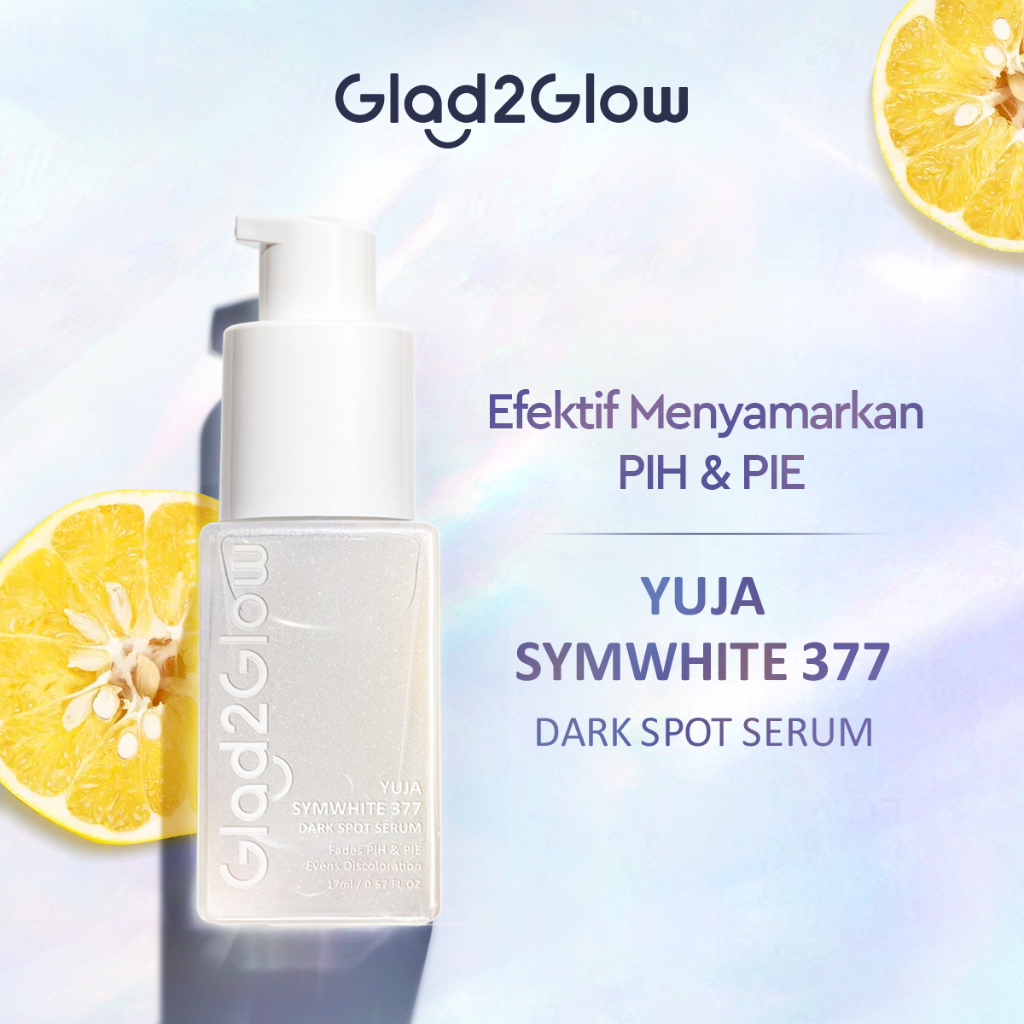 Glad2Glow
Efektif Menyamarkan
PIH & PIE
YUJA
SYMWHITE 377
DARK SPOT SERUM
Glad2Glow
YUJA
SYMWHITE 377
DARK SPOT SERUM
Fades PIH & PIE
Evens Discoloration
17ml / 0.57 FL OZ